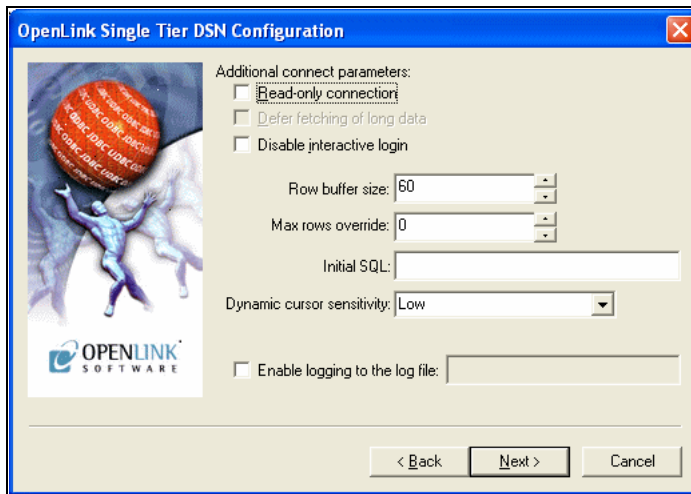 OpenLink Single Tier DSN Configuration
Additional connect parameters:
Read-only connection
Defer fetching of long data
Disable interactive login
Row buffer size: 60
Max rows override: 0
Initial SQL:
Dynamic cursor sensitivity: Low
OPENLINK
SOFTWARE
Enable logging to the log file:
< Back Next > Cancel